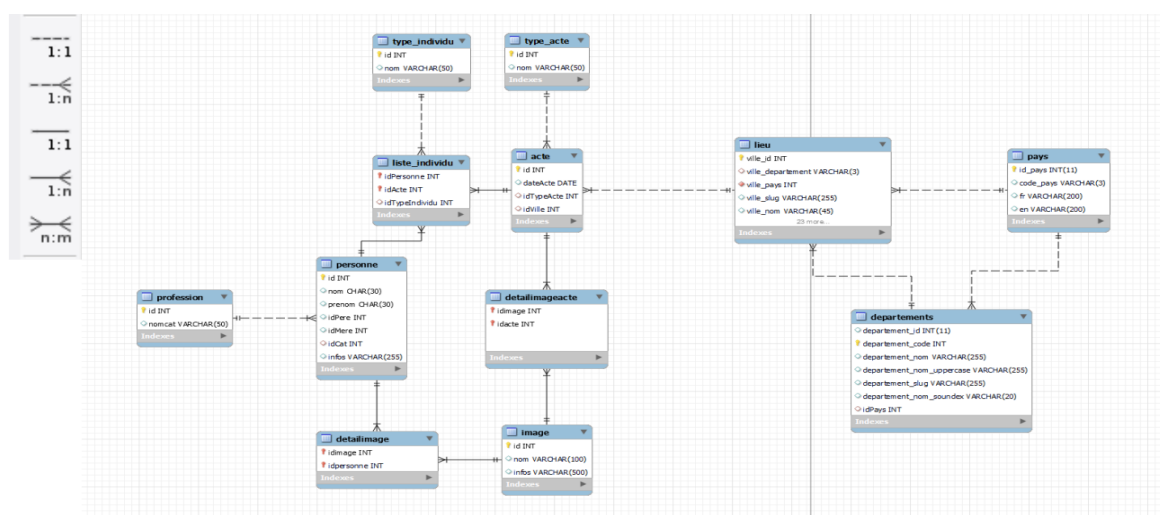 1:1
1:n
1:1
1:n
n:m
type_individu
id INT
nom VARCHAR(50)
Indexes
type_acte
id INT
nom VARCHAR(50)
Indexes
liste_individu
idPersonne INT
idActe INT
idTypeIndividu INT
Indexes
acte
id INT
dateActe DATE
idTypeActe INT
idVille INT
Indexes
lieu
ville_id INT
ville_departement VARCHAR(3)
ville_pays INT
ville_slug VARCHAR(255)
ville_nom VARCHAR(45)
23 more...
Indexes
pays
id_pays INT(11)
code_pays VARCHAR(3)
fr VARCHAR(200)
en VARCHAR(200)
Indexes
profession
id INT
nomcat VARCHAR(50)
Indexes
personne
id INT
nom CHAR(30)
prenom CHAR(30)
idPere INT
idMere INT
idCat INT
infos VARCHAR(255)
Indexes
detailimageacte
idimage INT
idacte INT
Indexes
departements
departement_id INT(11)
departement_code INT
departement_nom VARCHAR(255)
departement_nom_uppercase VARCHAR(255)
departement_slug VARCHAR(255)
departement_nom_soundex VARCHAR(20)
idPays INT
Indexes
detailimage
idimage INT
idpersonne INT
Indexes
image
id INT
nom VARCHAR(100)
infos VARCHAR(500)
Indexes